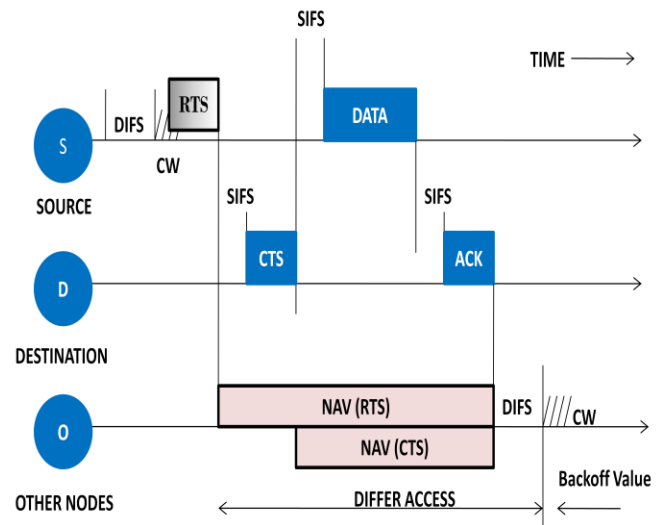 SIFS
TIME
RTS
DATA
S
DIFS
CW
SOURCE
SIFS
SIFS
CTS
ACK
D
DESTINATION
NAV (RTS)
DIFS
CW
O
NAV (CTS)
OTHER NODES
DIFFER ACCESS
Backoff Value